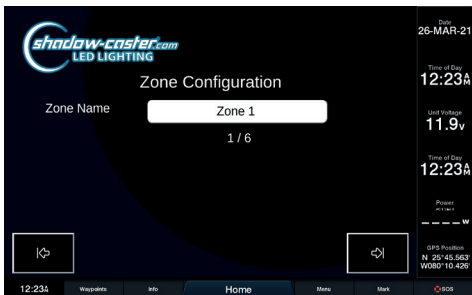 shadow-caster.com
LED LIGHTING
Zone Configuration
Zone Name
Zone 1
1 / 6
Date
26-MAR-21
Time of Day
12:23AM
Unit Voltage
11.9v
Time of Day
12:23AM
Power
----W
GPS Position
N 25°45.563'
W080°10.426'
12:23A
Waypoints
Info
Home
Menu
Mark
SOS